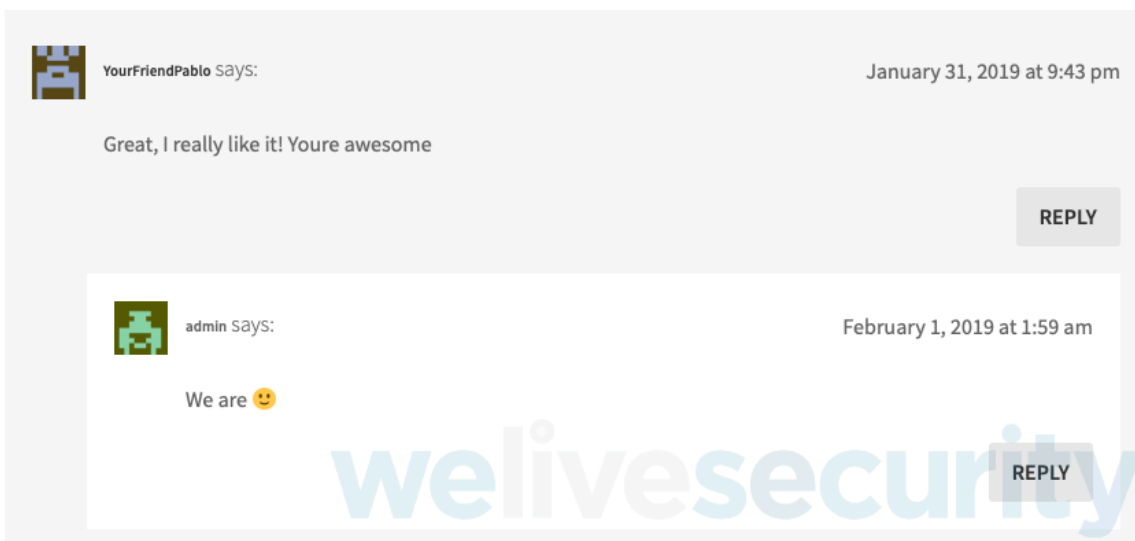 YourFriendPablo says:
January 31, 2019 at 9:43 pm
Great, I really like it! Youre awesome
REPLY
admin says:
February 1, 2019 at 1:59 am
We are 🙂
REPLY
welivesecurity